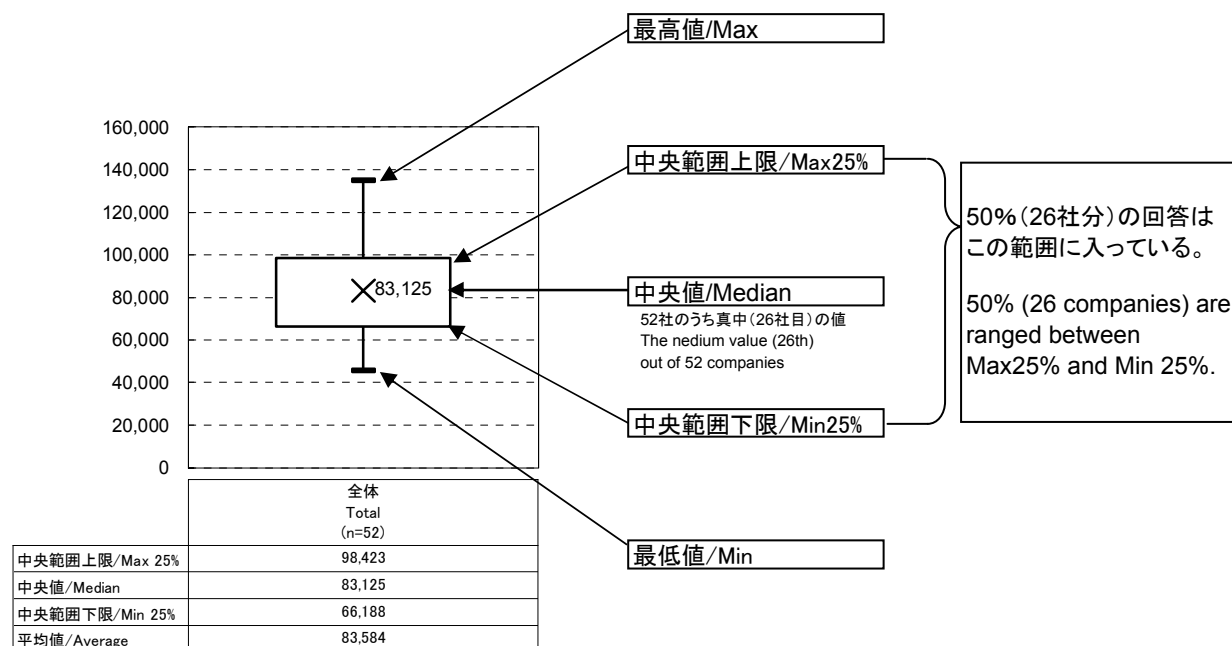 最高値/Max
160,000
140,000
120,000
100,000
80,000
60,000
40,000
20,000
0
83,125
中央範囲上限/Max25%
中央値/Median
52社のうち真中(26社目)の値
The nedium value (26th)
out of 52 companies
中央範囲下限/Min25%
最低値/Min
50%(26社分)の回答は
この範囲に入っている。
50% (26 companies) are
ranged between
Max25% and Min 25%.
全体
Total
(n=52)
中央範囲上限/Max 25% 98,423
中央値/Median 83,125
中央範囲下限/Min 25% 66,188
平均値/Average 83,584